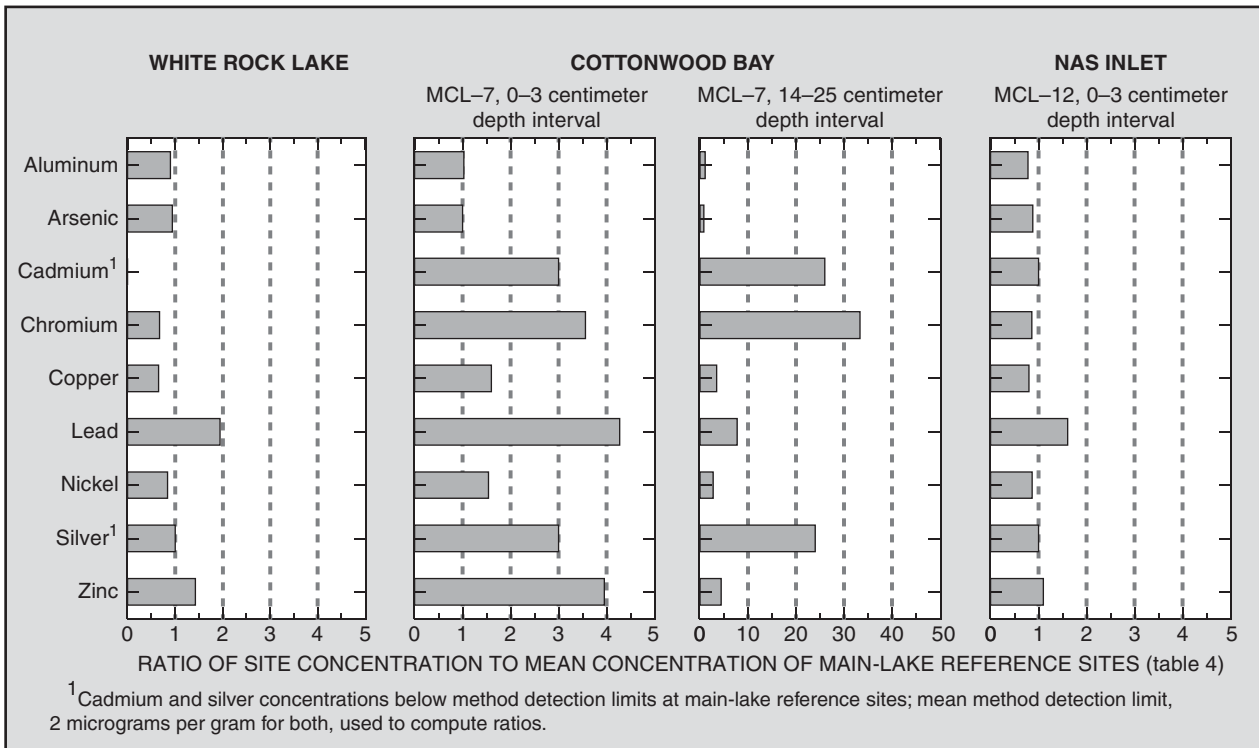 WHITE ROCK LAKE
COTTONWOOD BAY
NAS INLET
MCL–7, 0–3 centimeter
depth interval
MCL–7, 14–25 centimeter
depth interval
MCL–12, 0–3 centimeter
depth interval
Aluminum
Arsenic
Cadmium¹
Chromium
Copper
Lead
Nickel
Silver¹
Zinc
0 1 2 3 4 5
0 1 2 3 4 5
0 10 20 30 40 50
0 1 2 3 4 5
RATIO OF SITE CONCENTRATION TO MEAN CONCENTRATION OF MAIN-LAKE REFERENCE SITES (table 4)
¹Cadmium and silver concentrations below method detection limits at main-lake reference sites; mean method detection limit,
2 micrograms per gram for both, used to compute ratios.